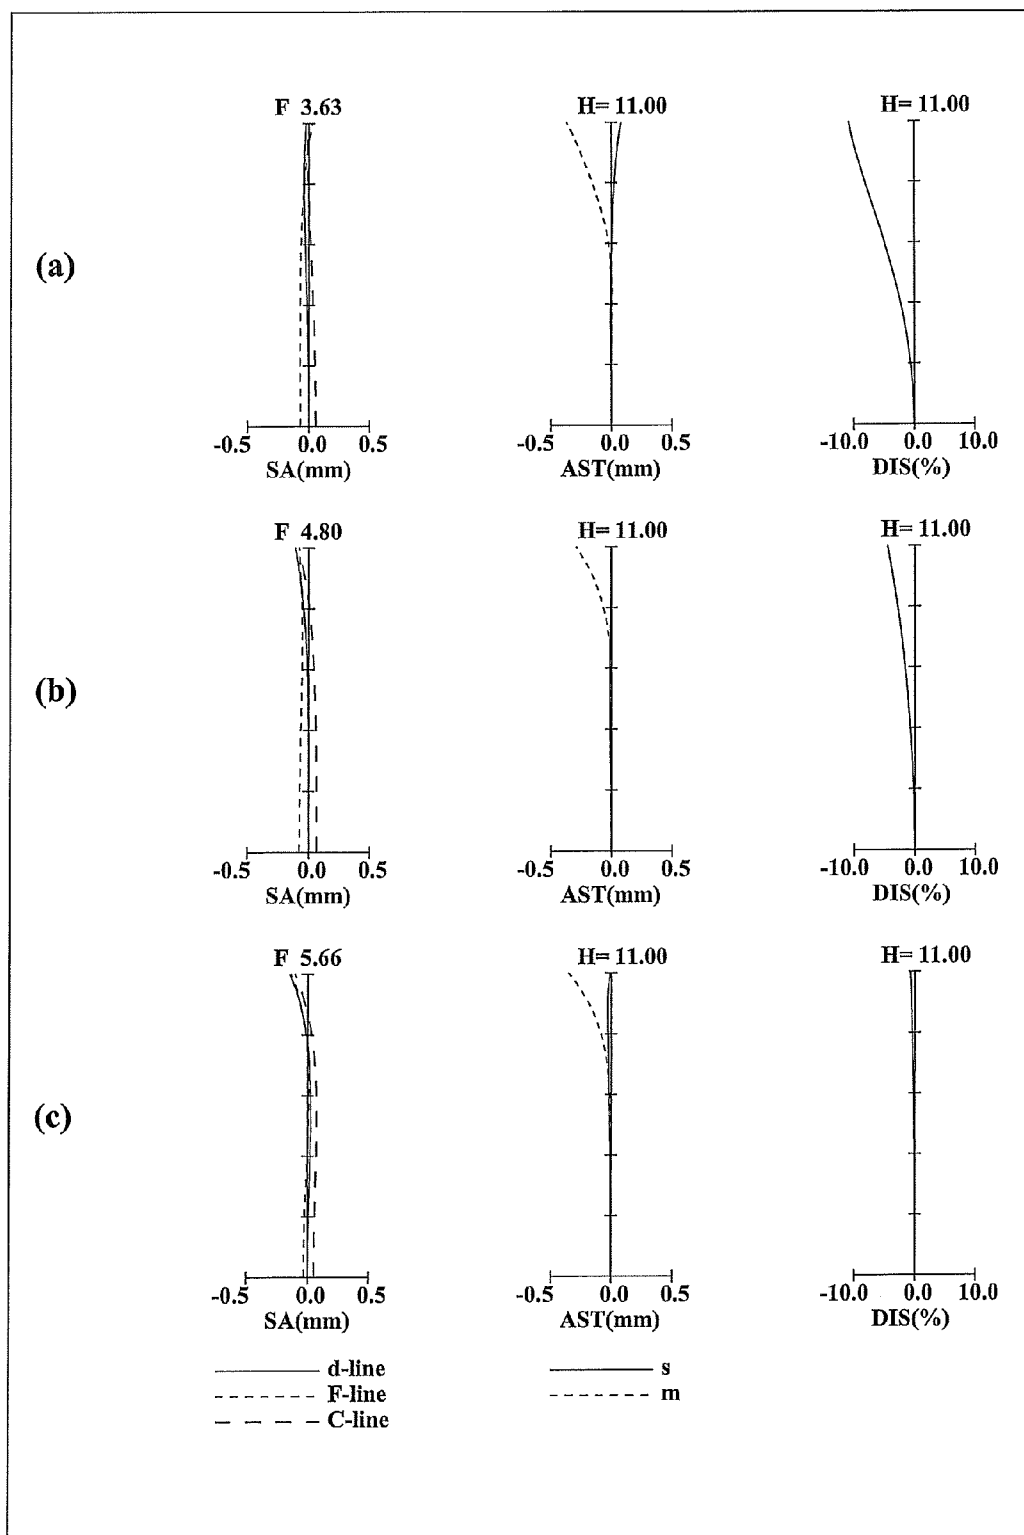 F 3.63 H= 11.00 H= 11.00
(a)
-0.5 0.0 0.5 -0.5 0.0 0.5 -10.0 0.0 10.0
SA(mm) AST(mm) DIS(%)
F 4.80 H= 11.00 H= 11.00
(b)
-0.5 0.0 0.5 -0.5 0.0 0.5 -10.0 0.0 10.0
SA(mm) AST(mm) DIS(%)
F 5.66 H= 11.00 H= 11.00
(c)
-0.5 0.0 0.5 -0.5 0.0 0.5 -10.0 0.0 10.0
SA(mm) AST(mm) DIS(%)
d-line s
F-line m
C-line